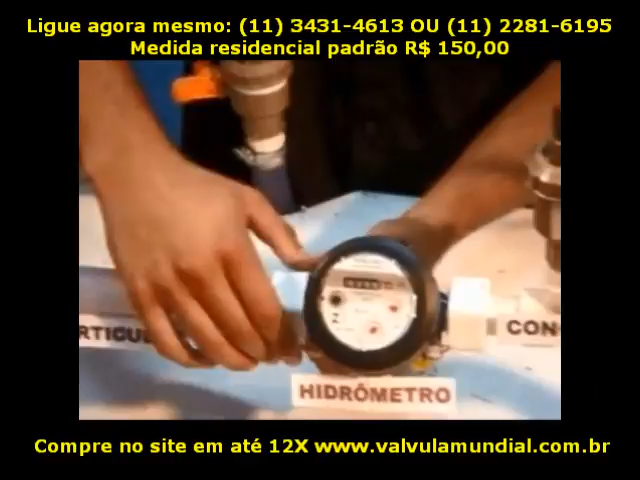 Ligue agora mesmo: (11) 3431-4613 OU (11) 2281-6195
Medida residencial padrão R$ 150,00
RTICUL
CON
HIDRÔMETRO
Compre no site em até 12X www.valvulamundial.com.br